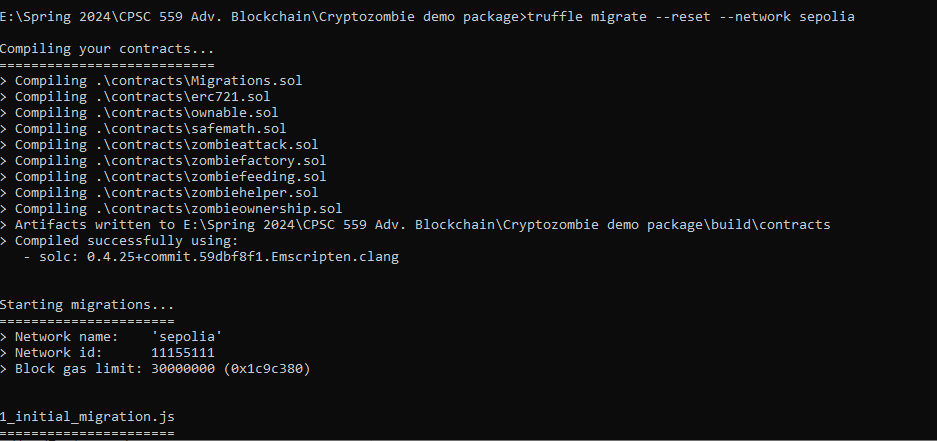 E:\Spring 2024\CPSC 559 Adv. Blockchain\Cryptozombie demo package>truffle migrate --reset --network sepolia
Compiling your contracts...
===========================
> Compiling .\contracts\Migrations.sol
> Compiling .\contracts\erc721.sol
> Compiling .\contracts\ownable.sol
> Compiling .\contracts\safemath.sol
> Compiling .\contracts\zombieattack.sol
> Compiling .\contracts\zombiefactory.sol
> Compiling .\contracts\zombiefeeding.sol
> Compiling .\contracts\zombiehelper.sol
> Compiling .\contracts\zombieownership.sol
> Artifacts written to E:\Spring 2024\CPSC 559 Adv. Blockchain\Cryptozombie demo package\build\contracts
> Compiled successfully using:
   - solc: 0.4.25+commit.59dbf8f1.Emscripten.clang
Starting migrations...
======================
> Network name:    'sepolia'
> Network id:      11155111
> Block gas limit: 30000000 (0x1c9c380)
1_initial_migration.js
======================